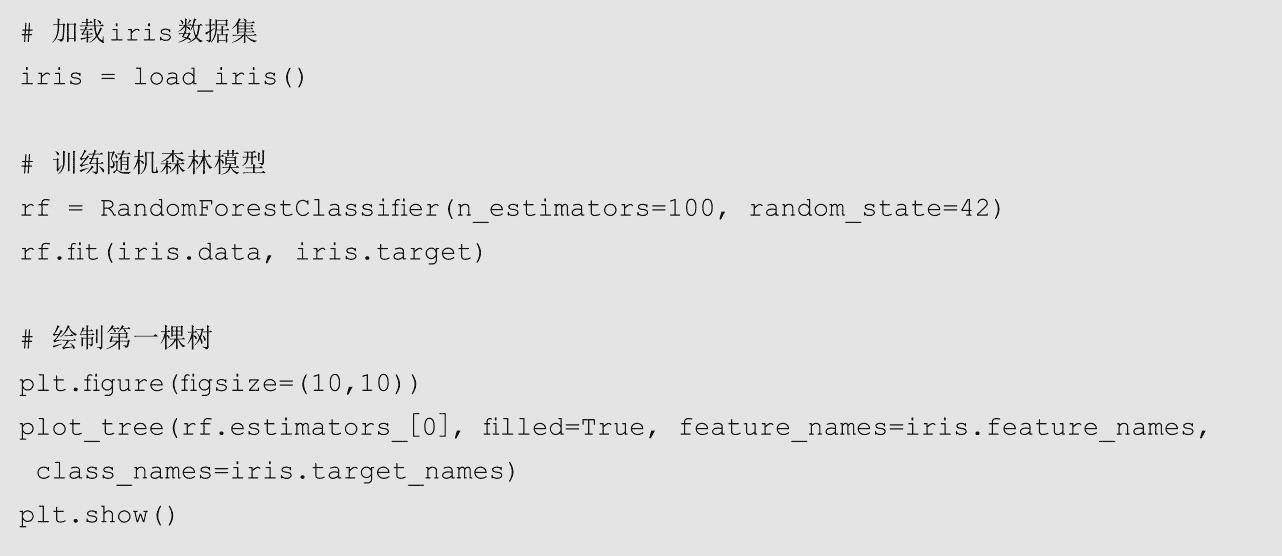 # 加载iris数据集
iris = load_iris()
# 训练随机森林模型
rf = RandomForestClassifier(n_estimators=100, random_state=42)
rf.fit(iris.data, iris.target)
# 绘制第一棵树
plt.figure(figsize=(10,10))
plot_tree(rf.estimators_[0], filled=True, feature_names=iris.feature_names,
class_names=iris.target_names)
plt.show()